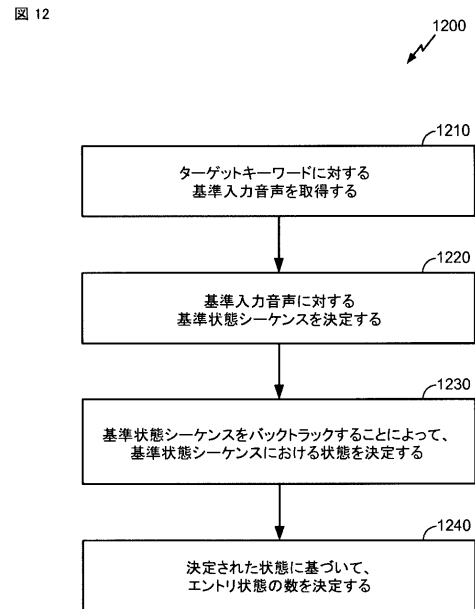 図 12
1200
1210
ターゲットキーワードに対する
基準入力音声を取得する
1220
基準入力音声に対する
基準状態シーケンスを決定する
1230
基準状態シーケンスをバックトラックすることによって、
基準状態シーケンスにおける状態を決定する
1240
決定された状態に基づいて、
エントリ状態の数を決定する